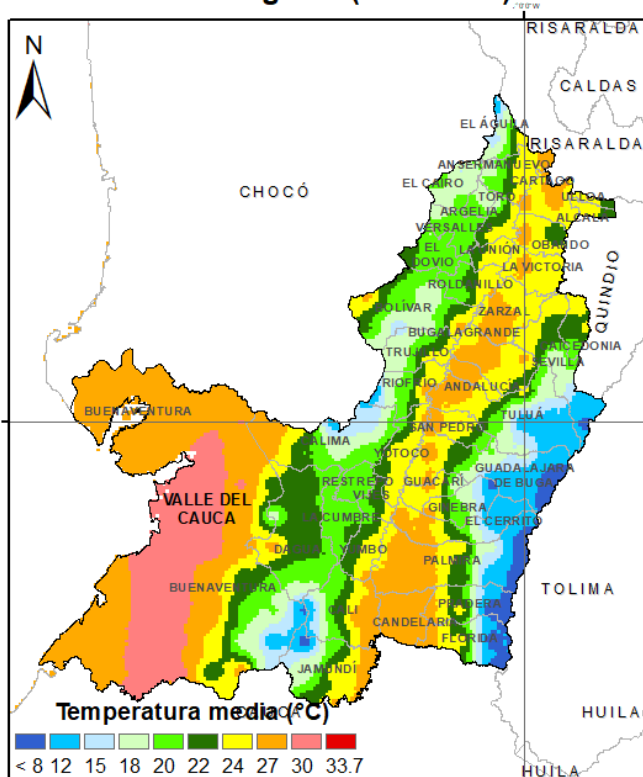 RISARALDA
N
CALDAS
EL ÁGUILA
RISARALDA
ANSERMANUEVO
CARTAGO
EL CAIRO
CHOCÓ
TORO
ULLOA
ARGELIA
ALCALÁ
VERSALLES
EL
DOVIO
LA UNIÓN
OBANDO
LA VICTORIA
QUINDIO
ROLDANILLO
BOLÍVAR
ZARZAL
BUGALAGRANDE
TRUJILLO
CAICEDONIA
SEVILLA
RIOFRÍO
ANDALUCÍA
BUENAVENTURA
TULUÁ
SAN PEDRO
CALIMA
YOTOCO
GUADALAJARA
DE BUGA
RESTREPO
VIJES
GUACARÍ
VALLE DEL
CAUCA
GINEBRA
LA CUMBRE
EL CERRITO
DAGUA
YUMBO
PALMIRA
BUENAVENTURA
TOLIMA
CALI
PRADERA
CANDELARIA
FLORIDA
JAMUNDÍ
Temperatura media (°C)
CAUCA
HUILA
< 8 12 15 18 20 22 24 27 30 33.7
HUILA